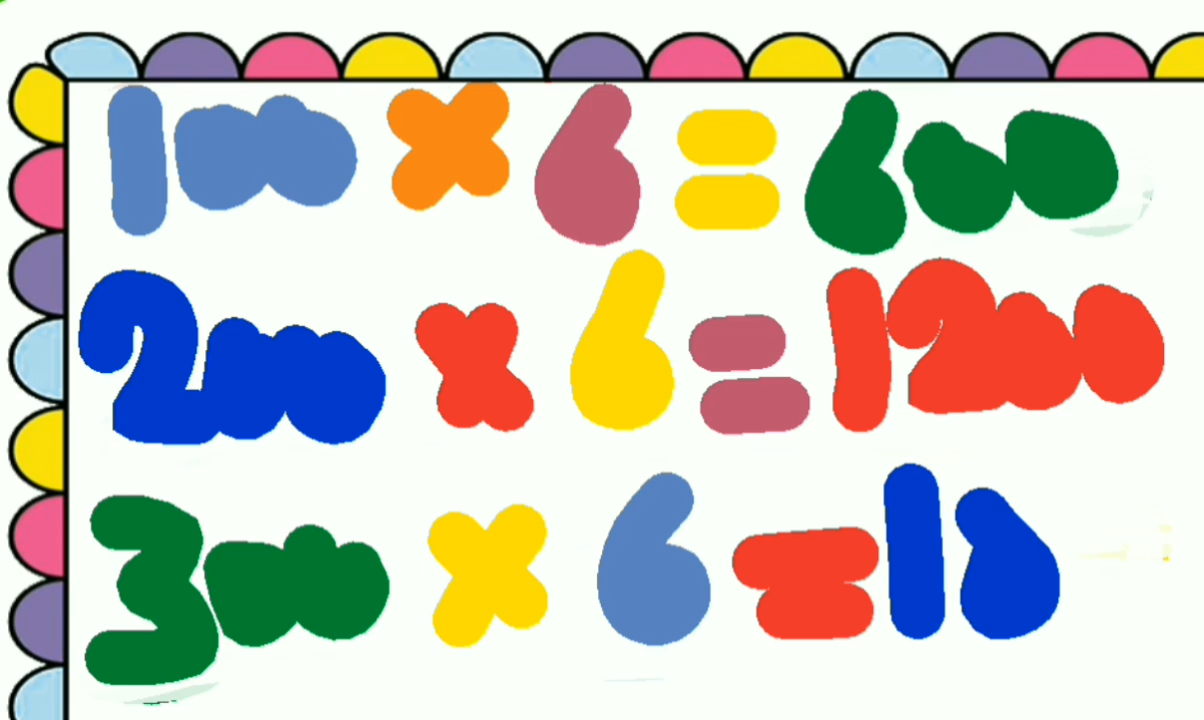 100 × 6 = 600
200 × 6 = 1200
300 × 6 = 1